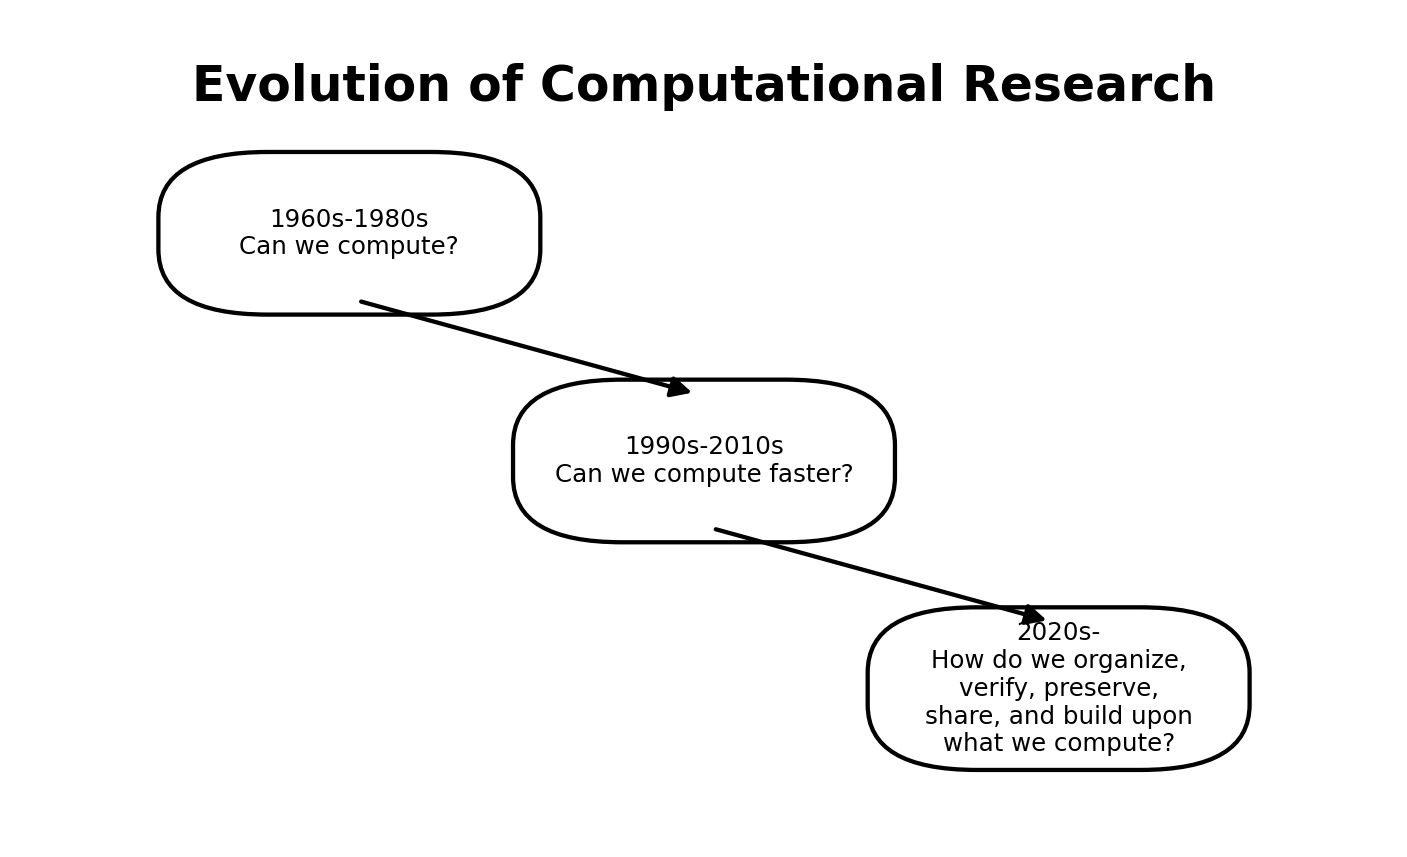 Evolution of Computational Research
1960s-1980s
Can we compute?
1990s-2010s
Can we compute faster?
2020s-
How do we organize,
verify, preserve,
share, and build upon
what we compute?